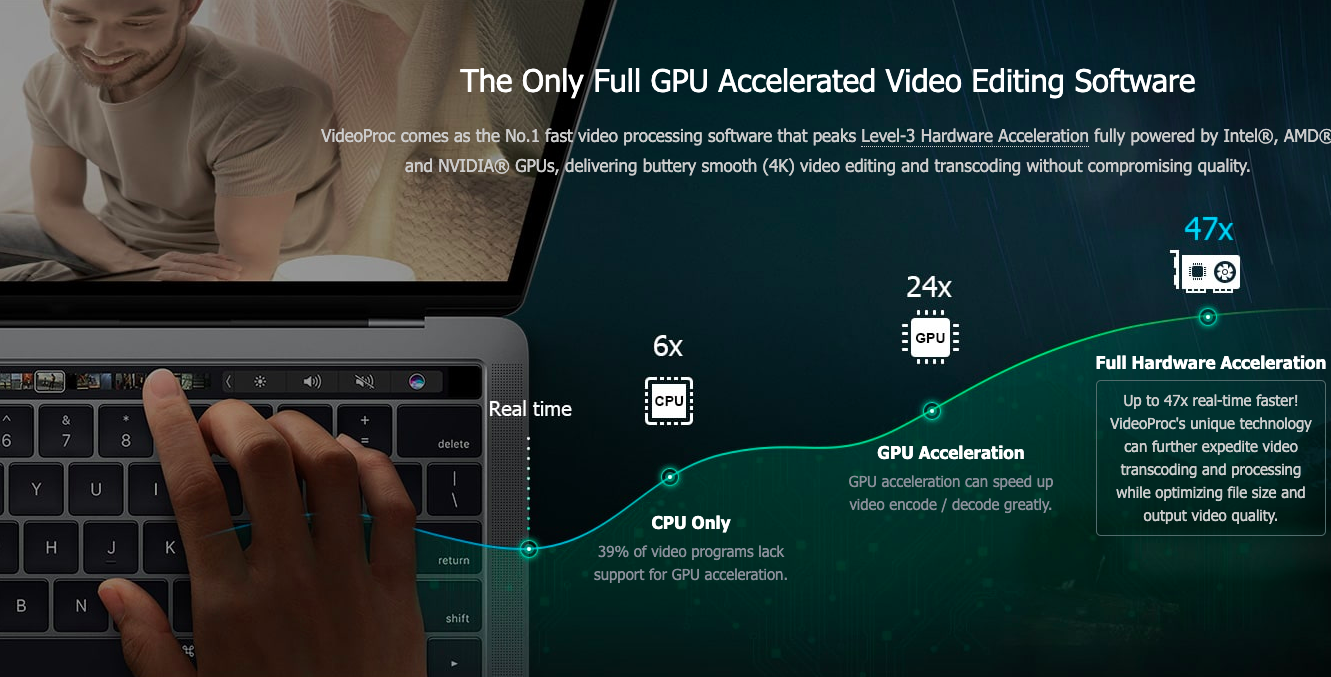 The Only Full GPU Accelerated Video Editing Software
VideoProc comes as the No.1 fast video processing software that peaks Level-3 Hardware Acceleration fully powered by Intel®, AMD®
and NVIDIA® GPUs, delivering buttery smooth (4K) video editing and transcoding without compromising quality.
47x
24x
GPU
6x
CPU
Full Hardware Acceleration
Up to 47x real-time faster!
VideoProc's unique technology
can further expedite video
transcoding and processing
while optimizing file size and
output video quality.
Real time
GPU Acceleration
GPU acceleration can speed up
video encode / decode greatly.
CPU Only
39% of video programs lack
support for GPU acceleration.
^ & * +
6 7 8 = delete
Y U I | \
H J K return
B N shift
⌘